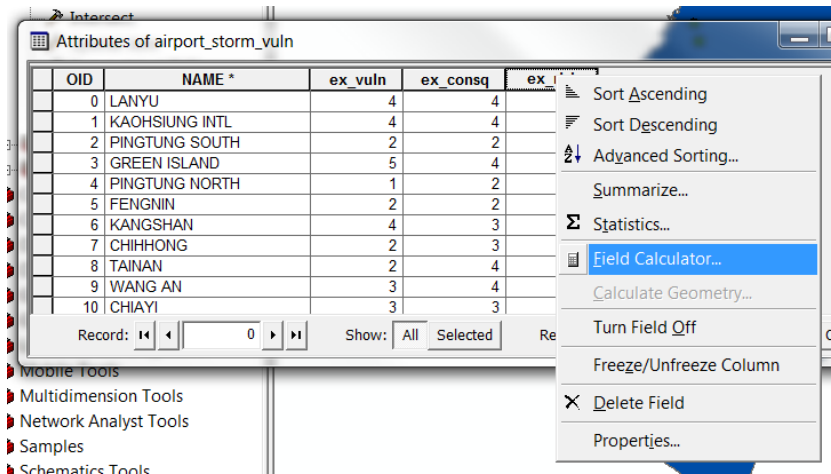 Intersect
Attributes of airport_storm_vuln
OID NAME * ex_vuln ex_consq
0 LANYU 4 4
1 KAOHSIUNG INTL 4 4
2 PINGTUNG SOUTH 2 2
3 GREEN ISLAND 5 4
4 PINGTUNG NORTH 1 2
5 FENGNIN 2 2
6 KANGSHAN 4 3
7 CHIHHONG 2 3
8 TAINAN 2 4
9 WANG AN 3 4
10 CHIAYI 3 3
Record: 0 Show: All Selected Re
Sort Ascending
Sort Descending
Advanced Sorting...
Summarize...
Σ Statistics...
Field Calculator...
Calculate Geometry...
Turn Field Off
Freeze/Unfreeze Column
Delete Field
Properties...
Mobile Tools
Multidimension Tools
Network Analyst Tools
Samples
Schematics Tools